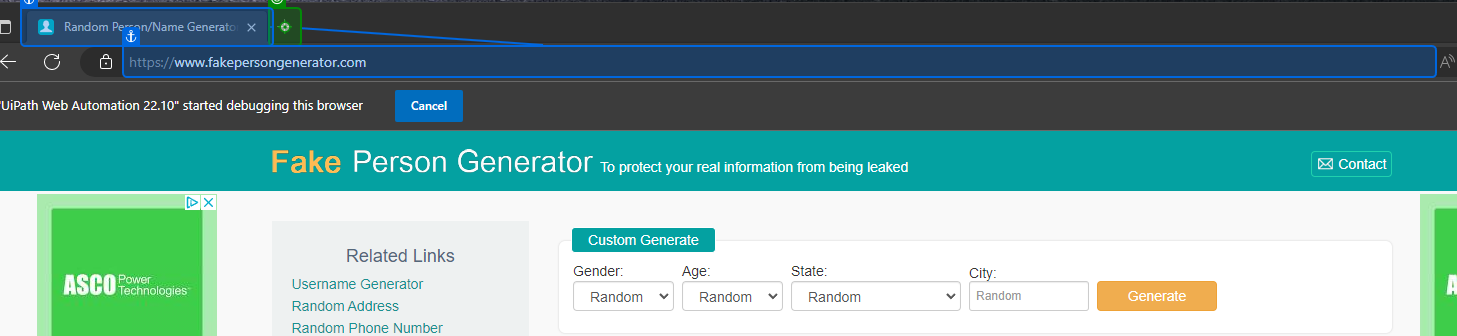 Random Person/Name Generato
https://www.fakepersongenerator.com
"UiPath Web Automation 22.10" started debugging this browser
Cancel
Fake Person Generator To protect your real information from being leaked
Contact
ASCO Power Technologies
Related Links
Username Generator
Random Address
Random Phone Number
Custom Generate
Gender: Age: State: City:
Random Random Random Random Generate